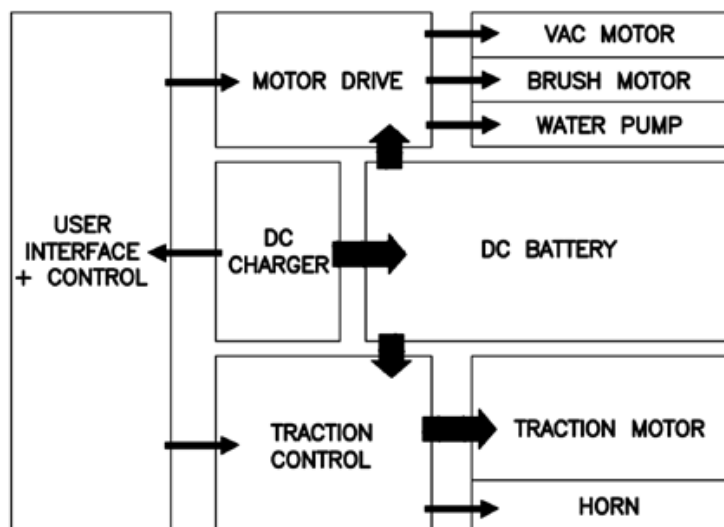 VAC MOTOR
MOTOR DRIVE
BRUSH MOTOR
WATER PUMP
USER
INTERFACE
+ CONTROL
DC
CHARGER
DC BATTERY
TRACTION
CONTROL
TRACTION MOTOR
HORN